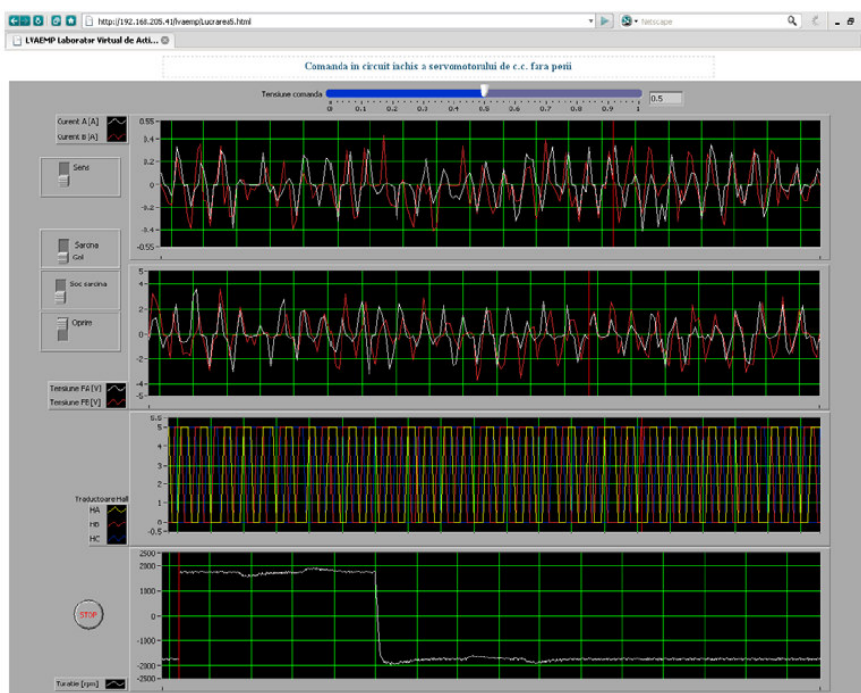 http://192.168.205.41/lvaemp/Lucrarea5.html
Netscape
LVAEMP Laborator Virtual de Acti...
Comanda in circuit inchis a servomotorului de c.c. fara perii
Tensiune comanda
0 0.1 0.2 0.3 0.4 0.5 0.6 0.7 0.8 0.9 1
0.5
Curent A [A]
Curent B [A]
0.55
0.4
0.2
0
-0.2
-0.4
-0.55
Sens
Sarcina
Gol
Soc sarcina
Oprire
5
4
2
0
-2
-4
-5
Tensiune FA [V]
Tensiune FB [V]
5.5
5
4
3
2
1
0
-0.5
Traductoare Hall
HA
HB
HC
2500
2000
1000
0
-1000
-2000
-2500
STOP
Turatie [rpm]